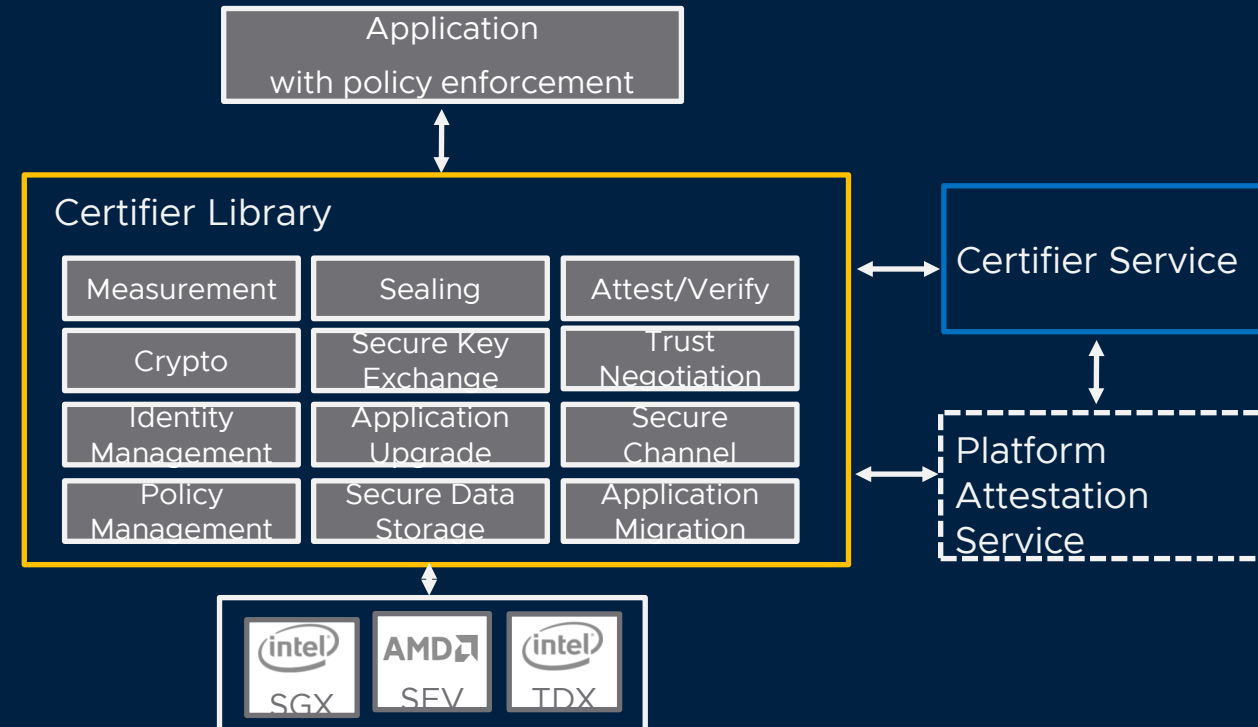 Application
with policy enforcement
Certifier Library
Measurement
Sealing
Attest/Verify
Crypto
Secure Key
Exchange
Trust
Negotiation
Identity
Management
Application
Upgrade
Secure
Channel
Policy
Management
Secure Data
Storage
Application
Migration
Certifier Service
Platform
Attestation
Service
intel
SGX
AMD
SEV
intel
TDX